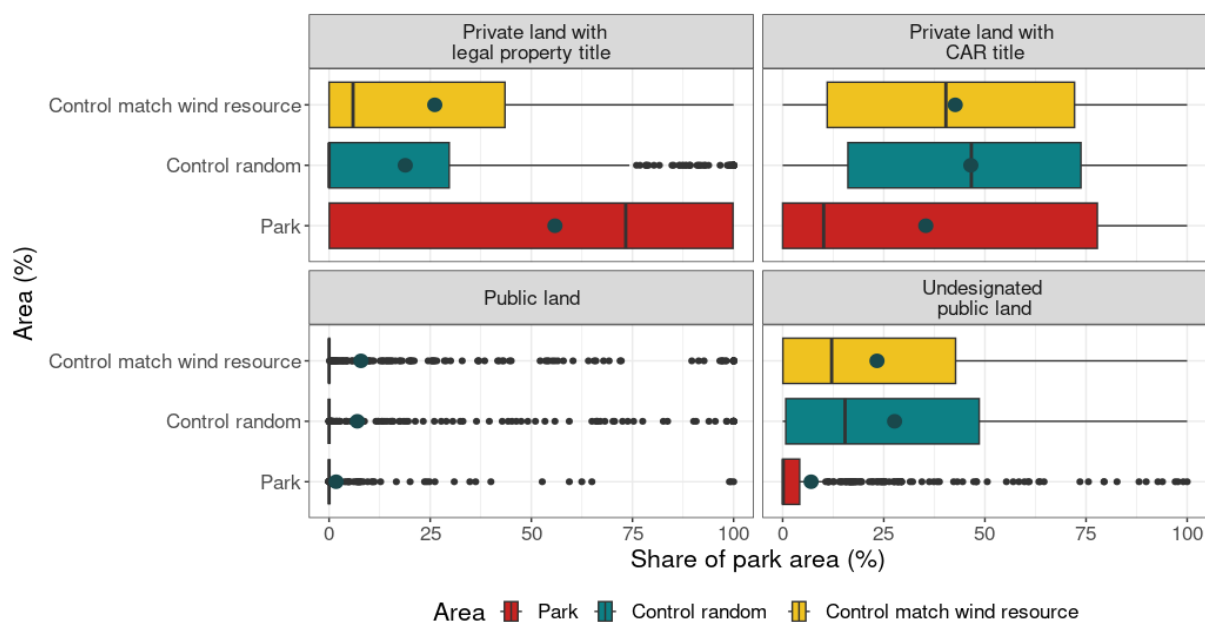 Private land with
legal property title
Private land with
CAR title
Control match wind resource
Control random
Park
Public land
Undesignated
public land
Control match wind resource
Control random
Park
Area (%)
0 25 50 75 100 0 25 50 75 100
Share of park area (%)
Area Park Control random Control match wind resource